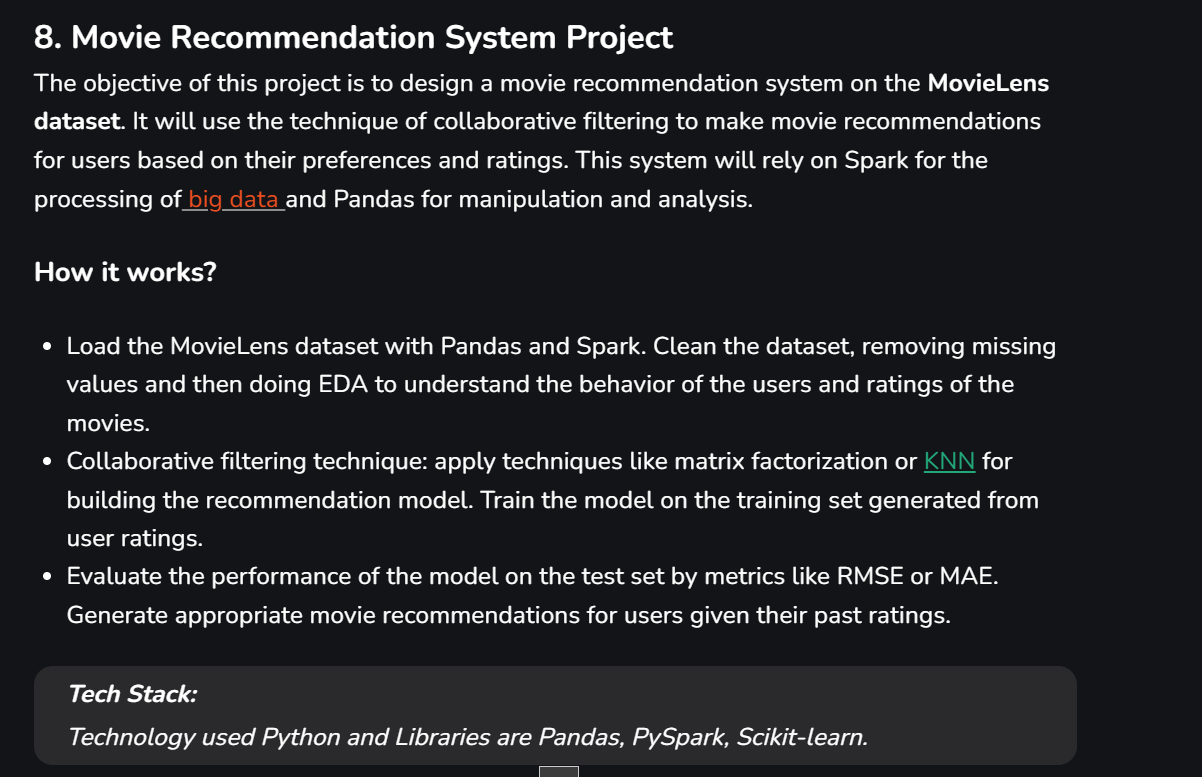 8. Movie Recommendation System Project
The objective of this project is to design a movie recommendation system on the MovieLens
dataset. It will use the technique of collaborative filtering to make movie recommendations
for users based on their preferences and ratings. This system will rely on Spark for the
processing of big data and Pandas for manipulation and analysis.
How it works?
• Load the MovieLens dataset with Pandas and Spark. Clean the dataset, removing missing
values and then doing EDA to understand the behavior of the users and ratings of the
movies.
• Collaborative filtering technique: apply techniques like matrix factorization or KNN for
building the recommendation model. Train the model on the training set generated from
user ratings.
• Evaluate the performance of the model on the test set by metrics like RMSE or MAE.
Generate appropriate movie recommendations for users given their past ratings.
Tech Stack:
Technology used Python and Libraries are Pandas, PySpark, Scikit-learn.